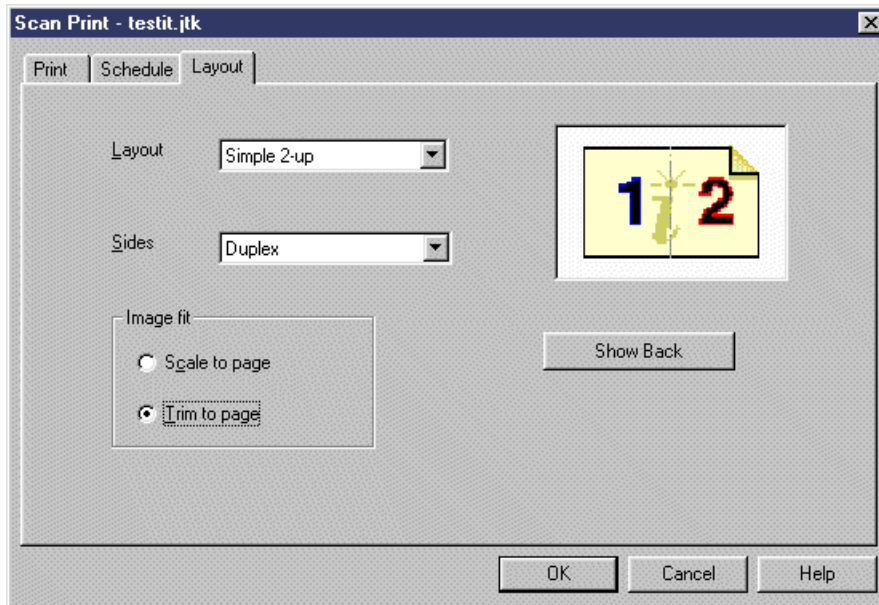 Scan Print - testit.jtk
Print Schedule Layout
Layout Simple 2-up
1 2
Sides Duplex
Image fit
Scale to page
Show Back
Trim to page
OK Cancel Help